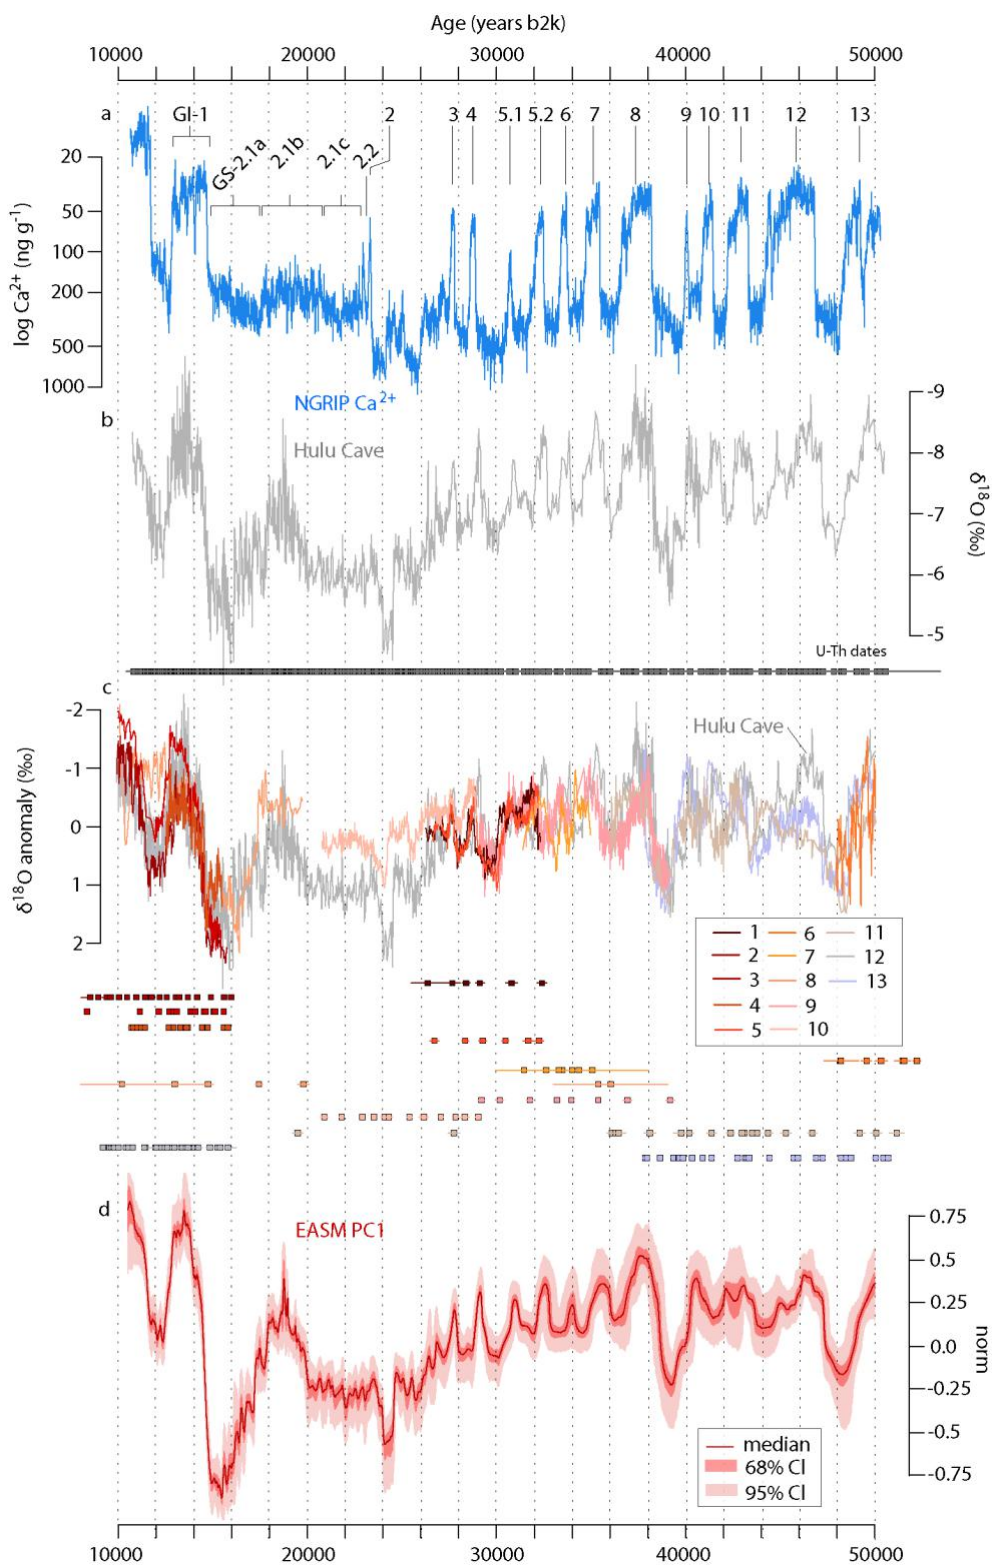 Age (years b2k)
10000 20000 30000 40000 50000
a
GI-1
GS-2.1a
2.1b
2.1c
2.2
2 3 4 5.1 5.2 6 7 8 9 10 11 12 13
log Ca2+ (ng g-1)
20
50
100
200
500
1000
NGRIP Ca2+
b
Hulu Cave
-9
-8
-7
-6
-5
δ18O (‰)
U-Th dates
c
Hulu Cave
δ18O anomaly (‰)
-2
-1
0
1
2
1 6 11
2 7 12
3 8 13
4 9
5 10
d
EASM PC1
0.75
0.5
0.25
0.0
-0.25
-0.5
-0.75
norm
median
68% CI
95% CI
10000 20000 30000 40000 50000